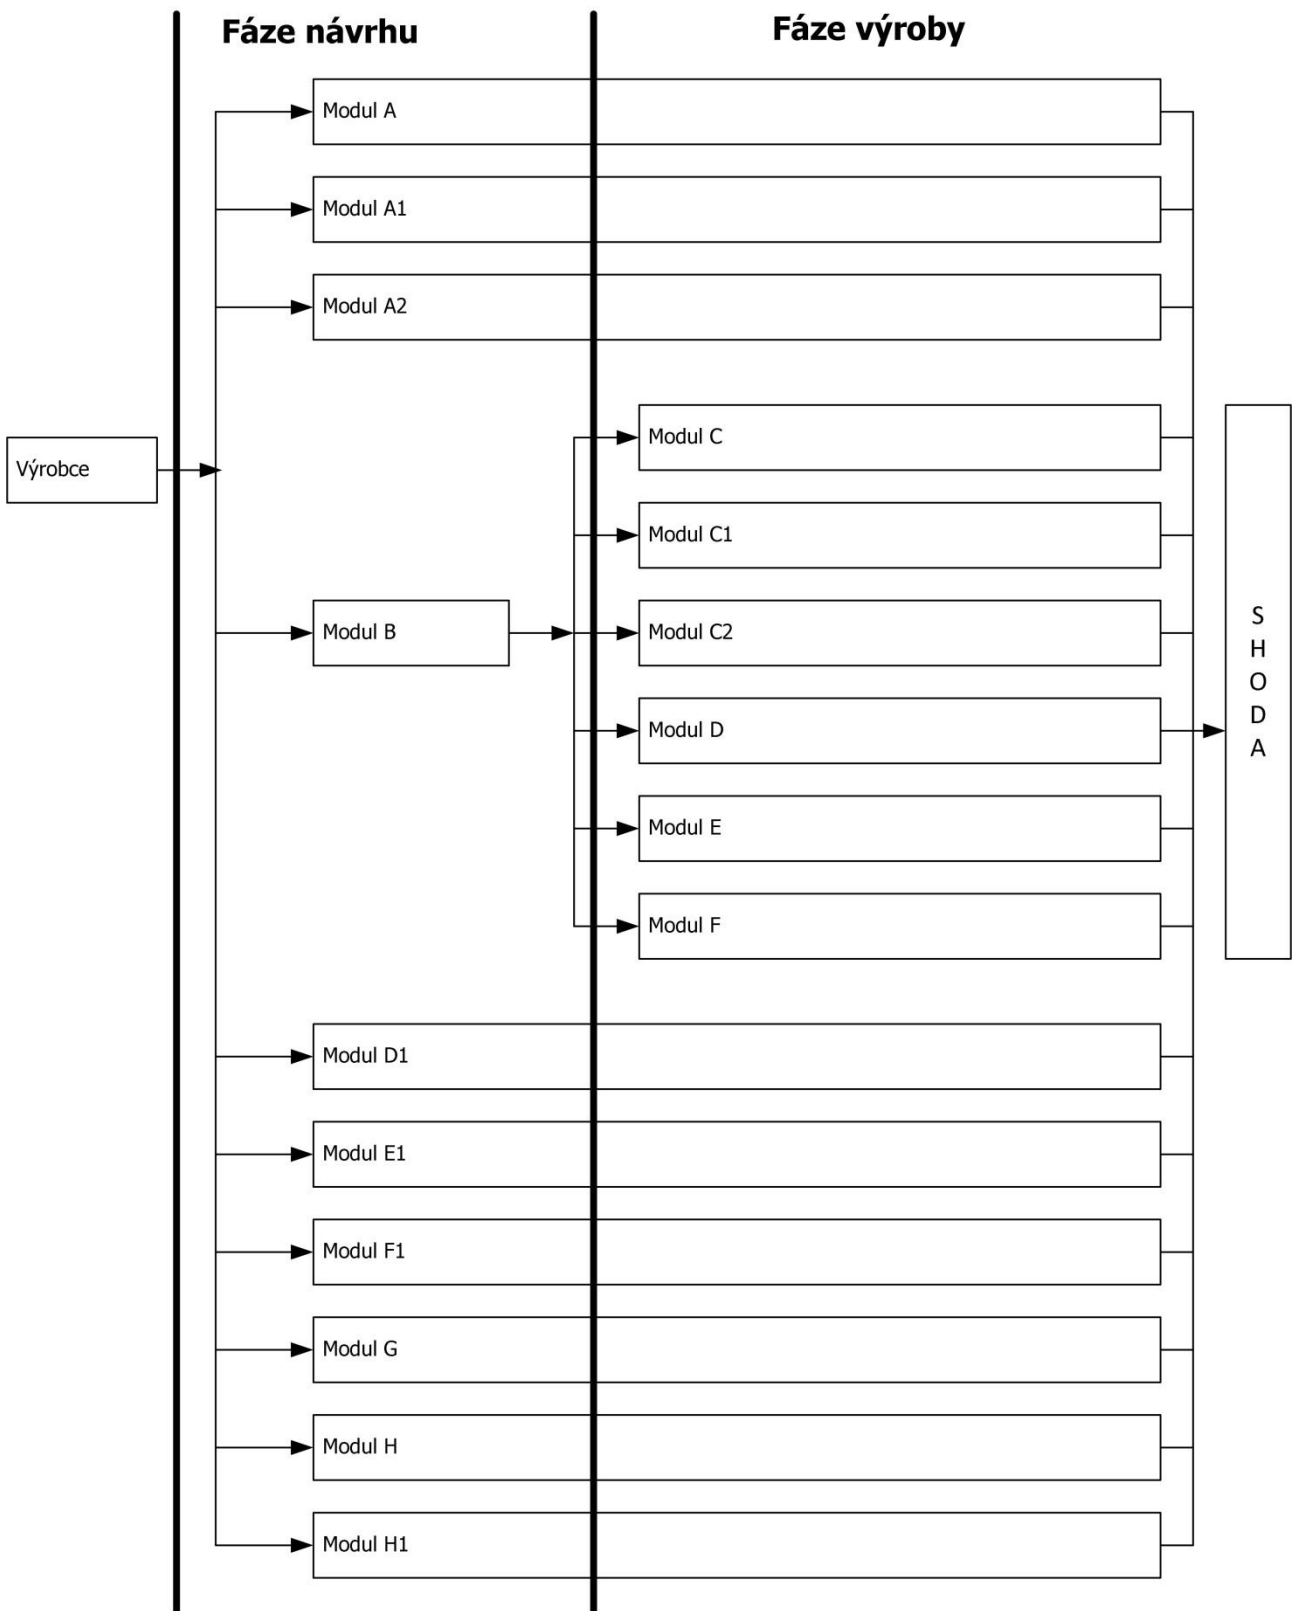 Fáze návrhu
Fáze výroby
Modul A
Modul A1
Modul A2
Modul C
Výrobce
Modul C1
Modul B
Modul C2
Modul D
Modul E
Modul F
S
H
O
D
A
Modul D1
Modul E1
Modul F1
Modul G
Modul H
Modul H1